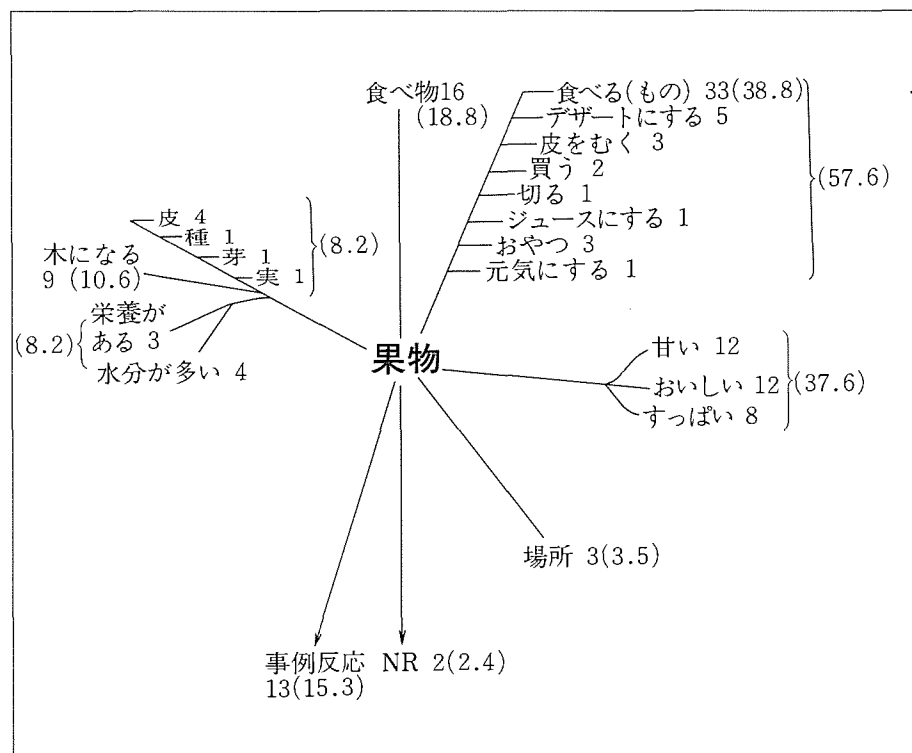 食べ物16
(18.8)
食べる(もの) 33(38.8)
デザートにする 5
皮をむく 3
買う 2
切る 1
ジュースにする 1
おやつ 3
元気にする 1
(57.6)
皮 4
種 1
芽 1
実 1
(8.2)
木になる
9 (10.6)
栄養が
ある 3
水分が多い 4
(8.2)
果物
甘い 12
おいしい 12
すっぱい 8
(37.6)
場所 3(3.5)
事例反応
13(15.3)
NR 2(2.4)